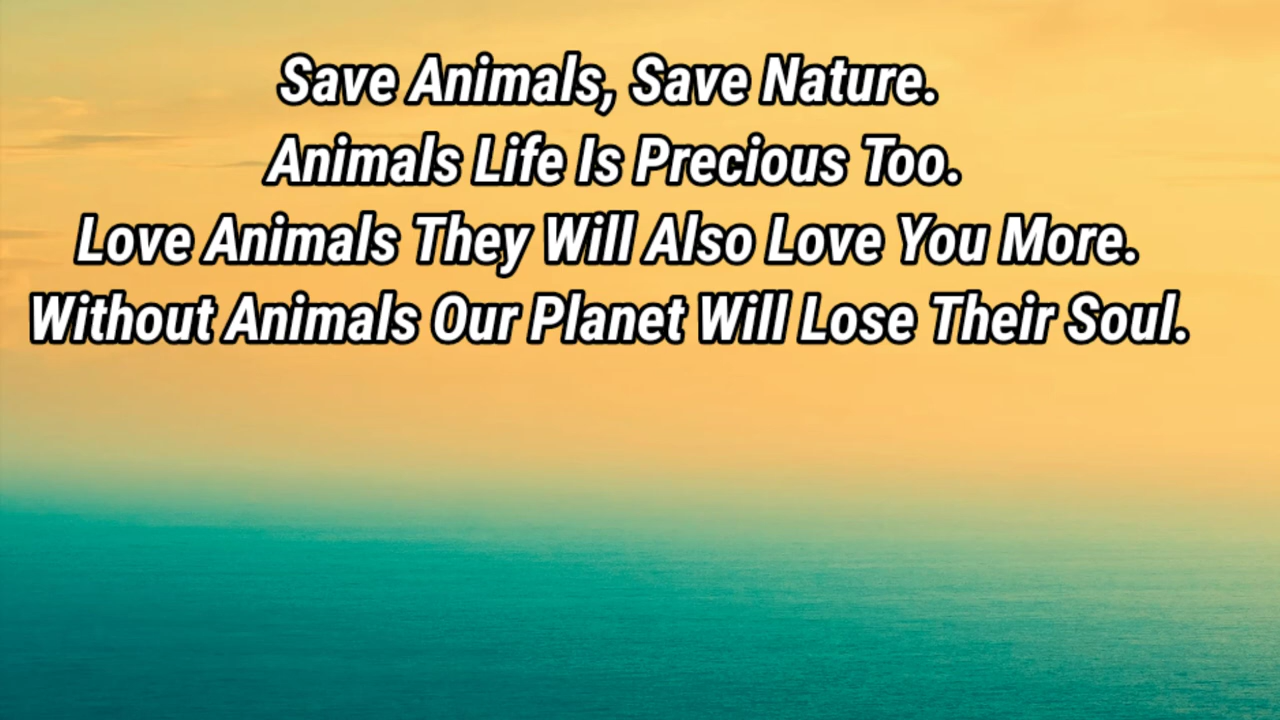 Save Animals, Save Nature.
Animals Life Is Precious Too.
Love Animals They Will Also Love You More.
Without Animals Our Planet Will Lose Their Soul.